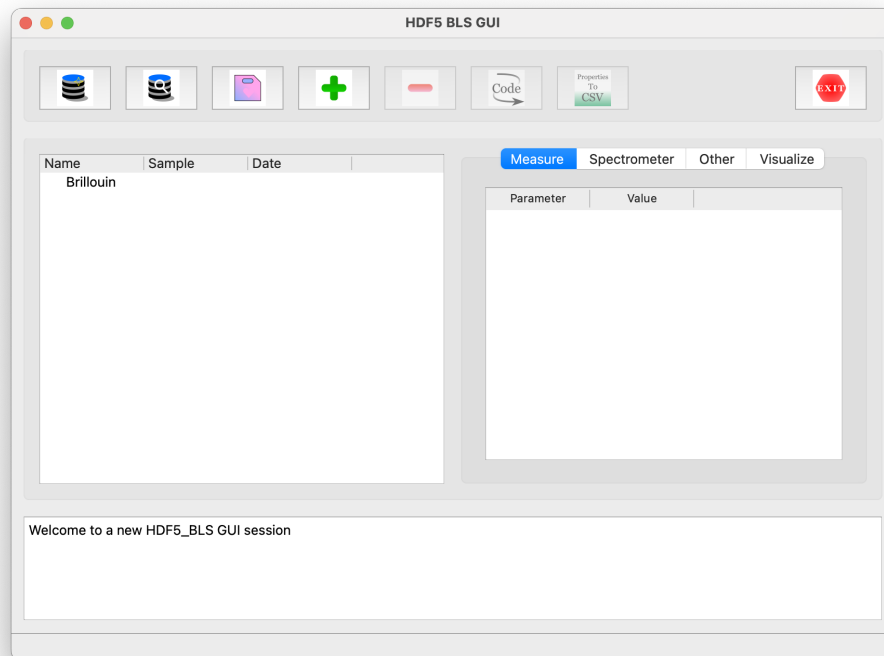 HDF5 BLS GUI
Code
Properties
To
CSV
EXIT
Name Sample Date
Brillouin
Measure Spectrometer Other Visualize
Parameter Value
Welcome to a new HDF5_BLS GUI session